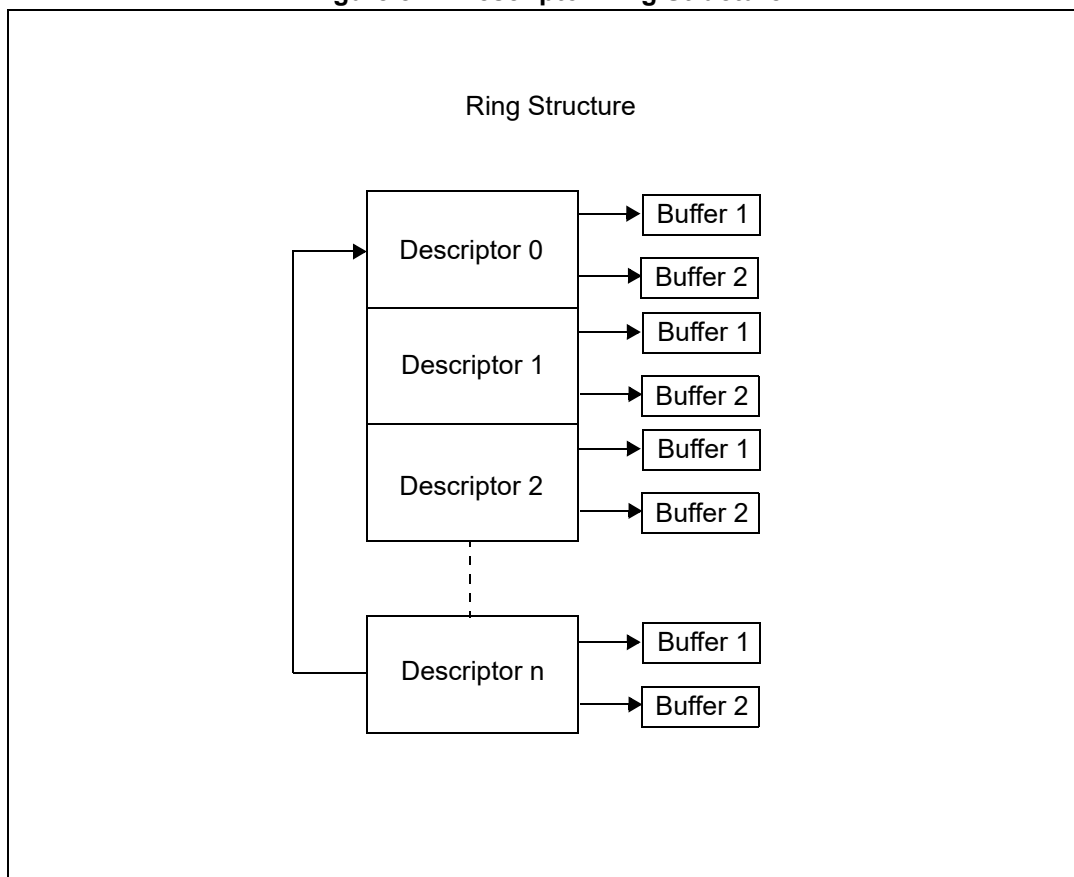 Ring Structure
Descriptor 0
Buffer 1
Buffer 2
Descriptor 1
Buffer 1
Buffer 2
Descriptor 2
Buffer 1
Buffer 2
Descriptor n
Buffer 1
Buffer 2